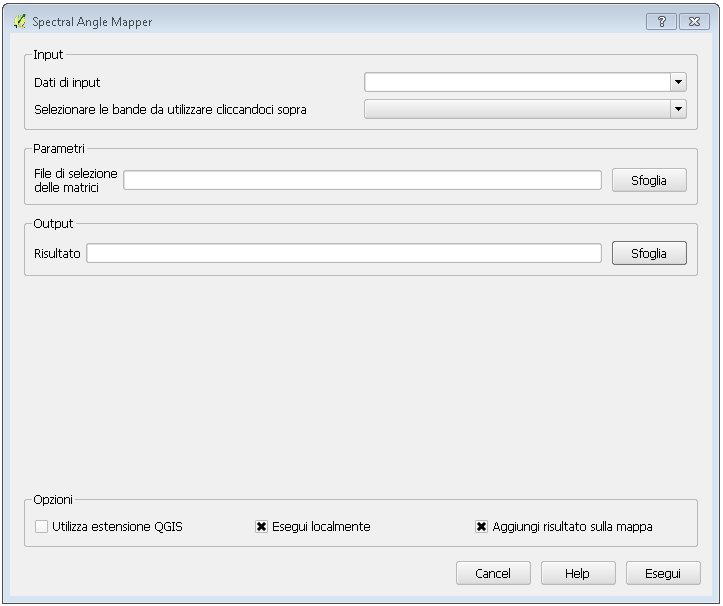 Spectral Angle Mapper
?
Input
Dati di input
Selezionare le bande da utilizzare cliccandoci sopra
Parametri
File di selezione
delle matrici
Sfoglia
Output
Risultato
Sfoglia
Opzioni
Utilizza estensione QGIS
Esegui localmente
Aggiungi risultato sulla mappa
Cancel
Help
Esegui